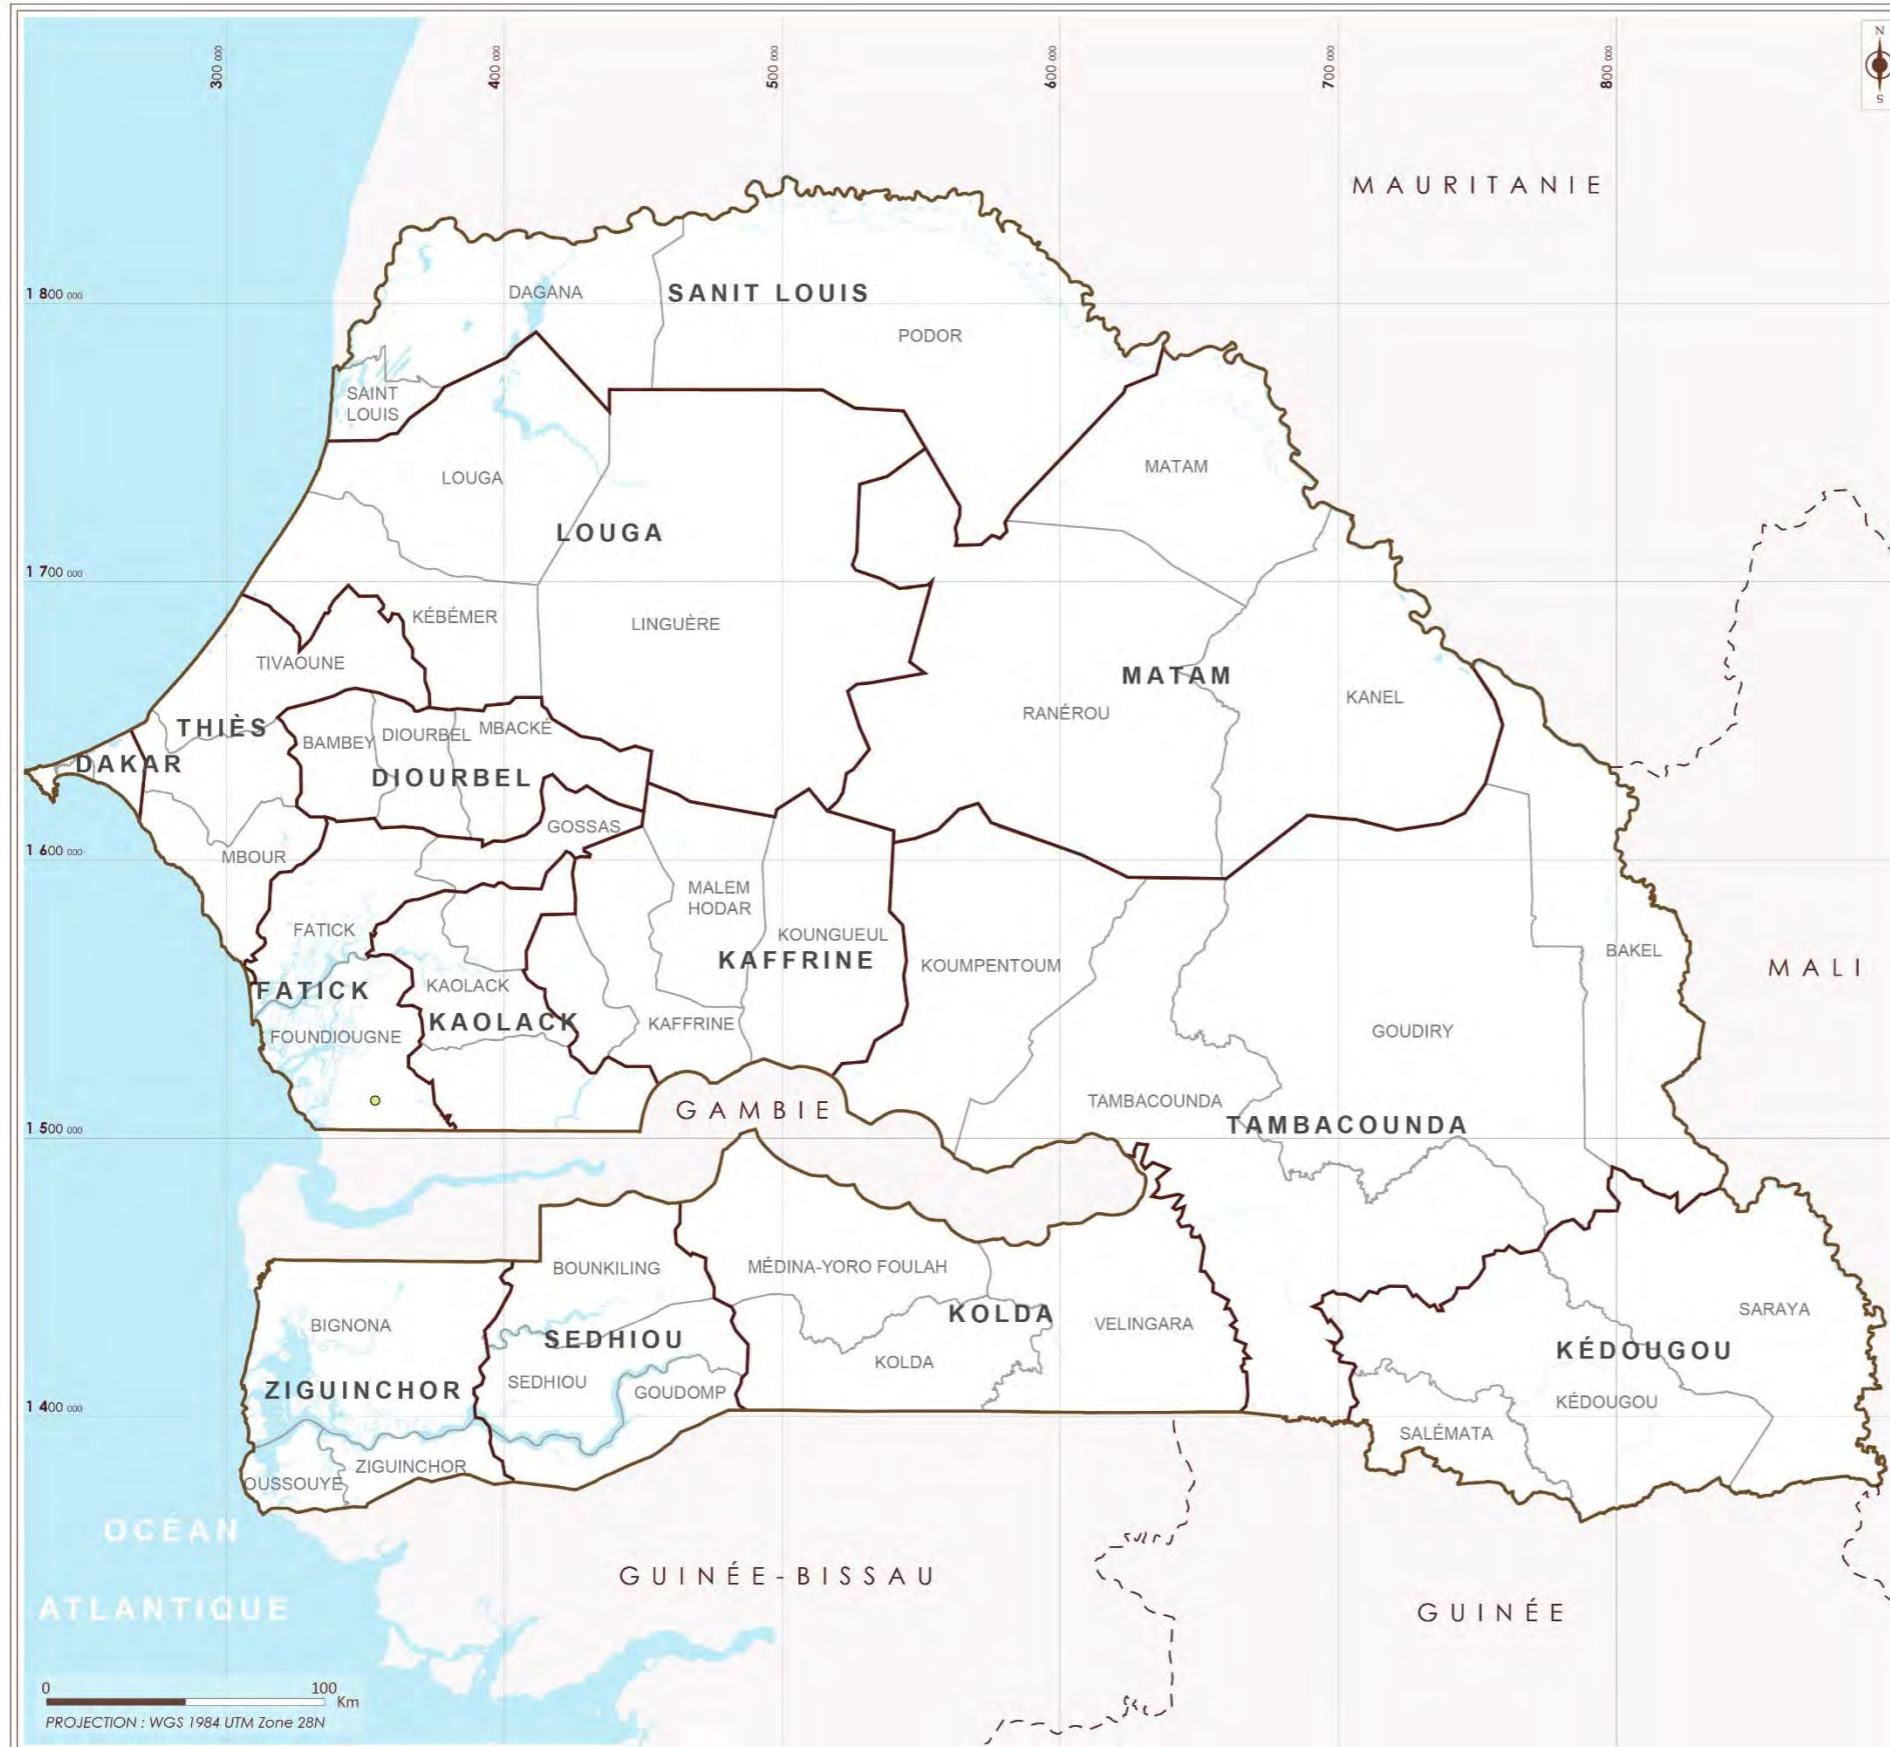 300 000
400 000
500 000
600 000
700 000
800 000
N
S
MAURITANIE
1 800 000
DAGANA
SANIT LOUIS
PODOR
SAINT
LOUIS
MATAM
LOUGA
LOUGA
1 700 000
KÉBÉMER
LINGUÈRE
TIVAOUNE
MATAM
KANEL
RANÉROU
THIÈS
MBACKÉ
DIOURBEL
BAMBEY
DAKAR
DIOURBEL
GOSSAS
1 600 000
MBOUR
MALEM
HODAR
FATICK
KOUNGUEUL
BAKEL
KAFFRINE
KOUMPENTOUM
MALI
KAOLACK
FATICK
KAOLACK
KAFFRINE
GOUDIRY
FOUNDIOUGNE
GAMBIE
TAMBACOUNDA
TAMBACOUNDA
1 500 000
BOUNKILING
MÉDINA-YORO FOULAH
SARAYA
KOLDA
BIGNONA
VELINGARA
SEDHIOU
KÉDOUGOU
KOLDA
SEDHIOU
ZIGUINCHOR
GOUDOMP
KÉDOUGOU
1 400 000
SALÉMATA
ZIGUINCHOR
OUSSOUYE
OCÉAN
ATLANTIQUE
GUINÉE-BISSAU
GUINÉE
0
100
Km
PROJECTION : WGS 1984 UTM Zone 28N